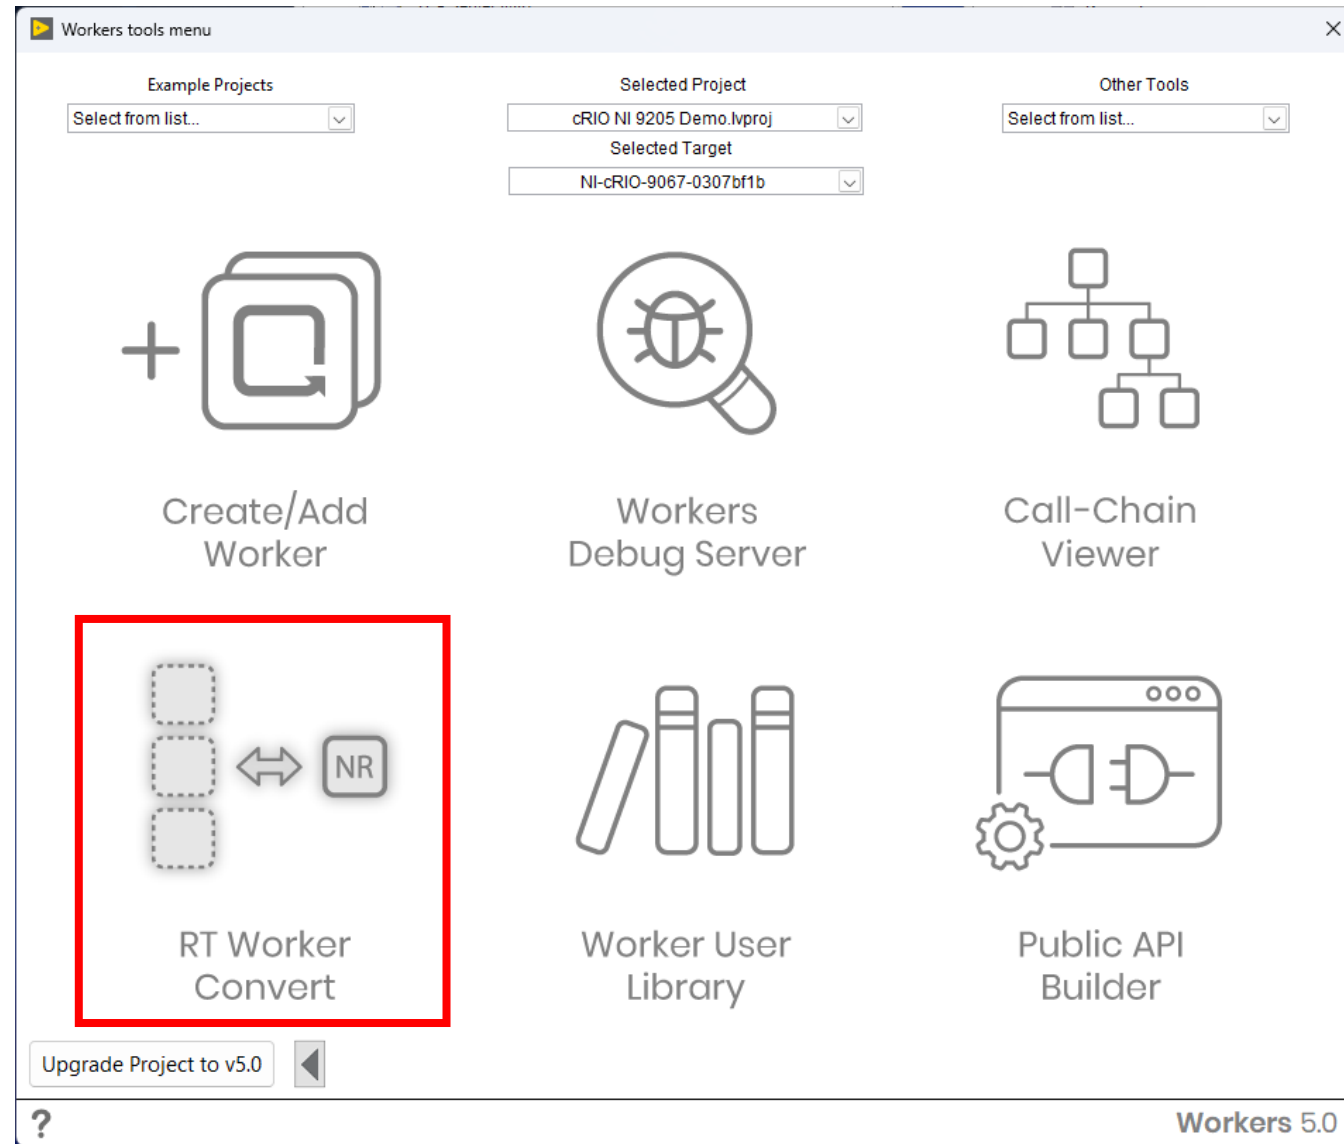 Workers tools menu
Example Projects
Select from list...
Selected Project
cRIO NI 9205 Demo.lvproj
Selected Target
NI-cRIO-9067-0307bf1b
Other Tools
Select from list...
Create/Add
Worker
Workers
Debug Server
Call-Chain
Viewer
NR
RT Worker
Convert
Worker User
Library
Public API
Builder
Upgrade Project to v5.0
?
Workers 5.0